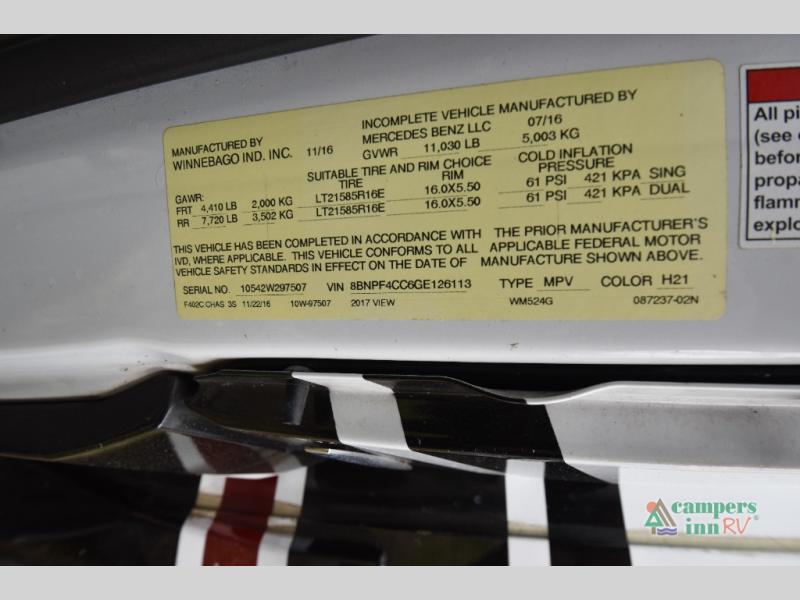 MANUFACTURED BY
WINNEBAGO IND. INC. 11/16
INCOMPLETE VEHICLE MANUFACTURED BY
MERCEDES BENZ LLC 07/16
GVWR 11,030 LB 5,003 KG
SUITABLE TIRE AND RIM CHOICE
COLD INFLATION
PRESSURE
GAWR: TIRE RIM
FRT 4,410 LB 2,000 KG LT21585R16E 16.0X5.50 61 PSI 421 KPA SING
RR 7,720 LB 3,502 KG LT21585R16E 16.0X5.50 61 PSI 421 KPA DUAL
THIS VEHICLE HAS BEEN COMPLETED IN ACCORDANCE WITH THE PRIOR MANUFACTURER'S
IVD, WHERE APPLICABLE. THIS VEHICLE CONFORMS TO ALL APPLICABLE FEDERAL MOTOR
VEHICLE SAFETY STANDARDS IN EFFECT ON THE DATE OF MANUFACTURE SHOWN ABOVE.
SERIAL NO. 10542W297507 VIN 8BNPF4CC6GE126113 TYPE MPV COLOR H21
F402C CHAS 3S 11/22/16 10W-97507 2017 VIEW WM524G 087237-02N
All pi
(see
befor
propa
flamm
explo
campers
inn RV®